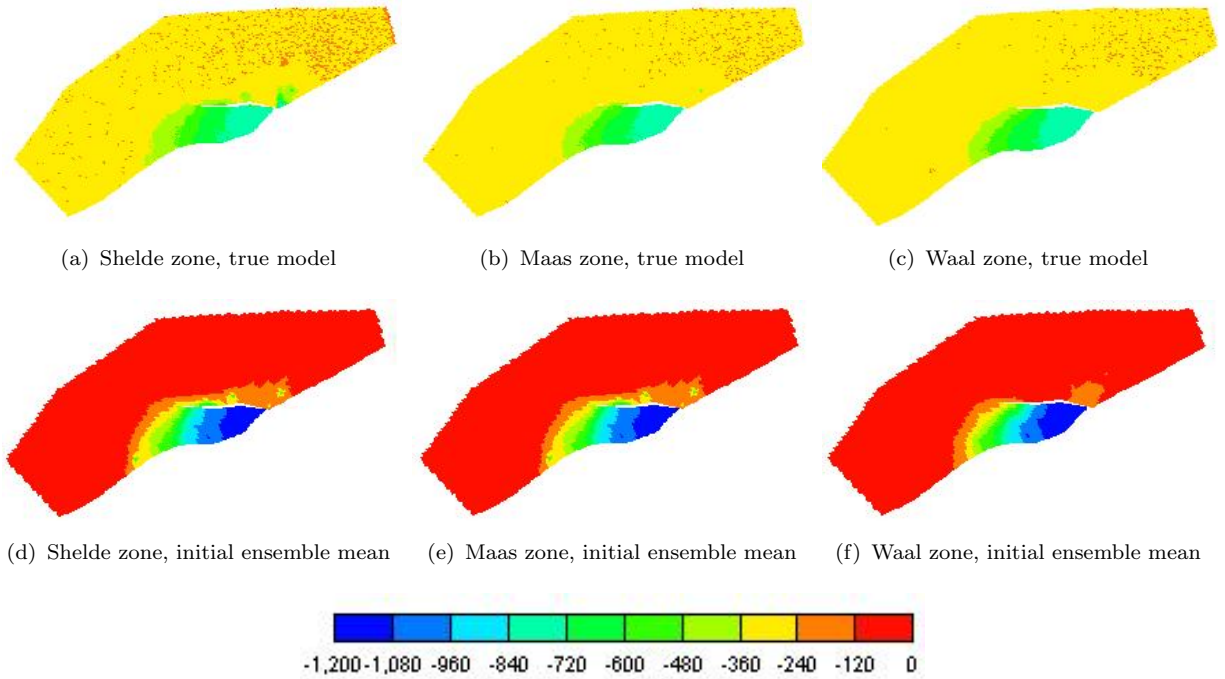 (a) Shelde zone, true model
(b) Maas zone, true model
(c) Waal zone, true model
(d) Shelde zone, initial ensemble mean
(e) Maas zone, initial ensemble mean
(f) Waal zone, initial ensemble mean
-1,200 -1,080 -960 -840 -720 -600 -480 -360 -240 -120 0